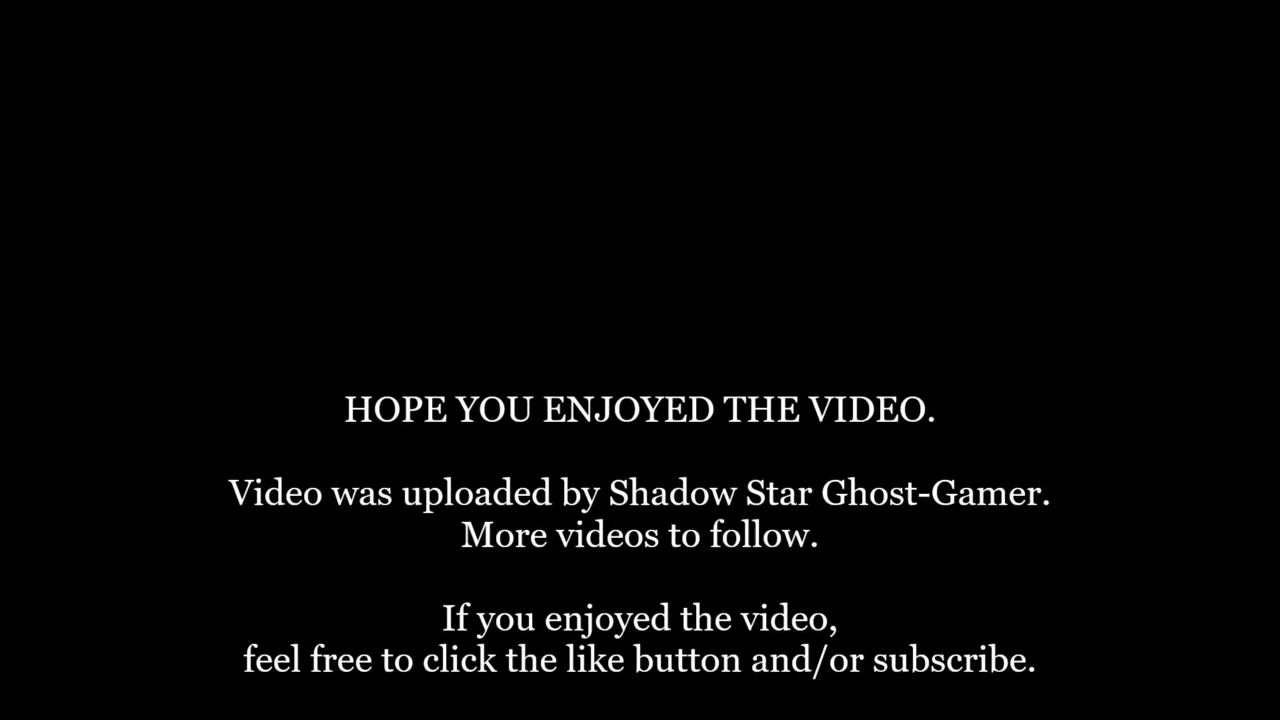 HOPE YOU ENJOYED THE VIDEO.
Video was uploaded by Shadow Star Ghost-Gamer.
More videos to follow.
If you enjoyed the video,
feel free to click the like button and/or subscribe.